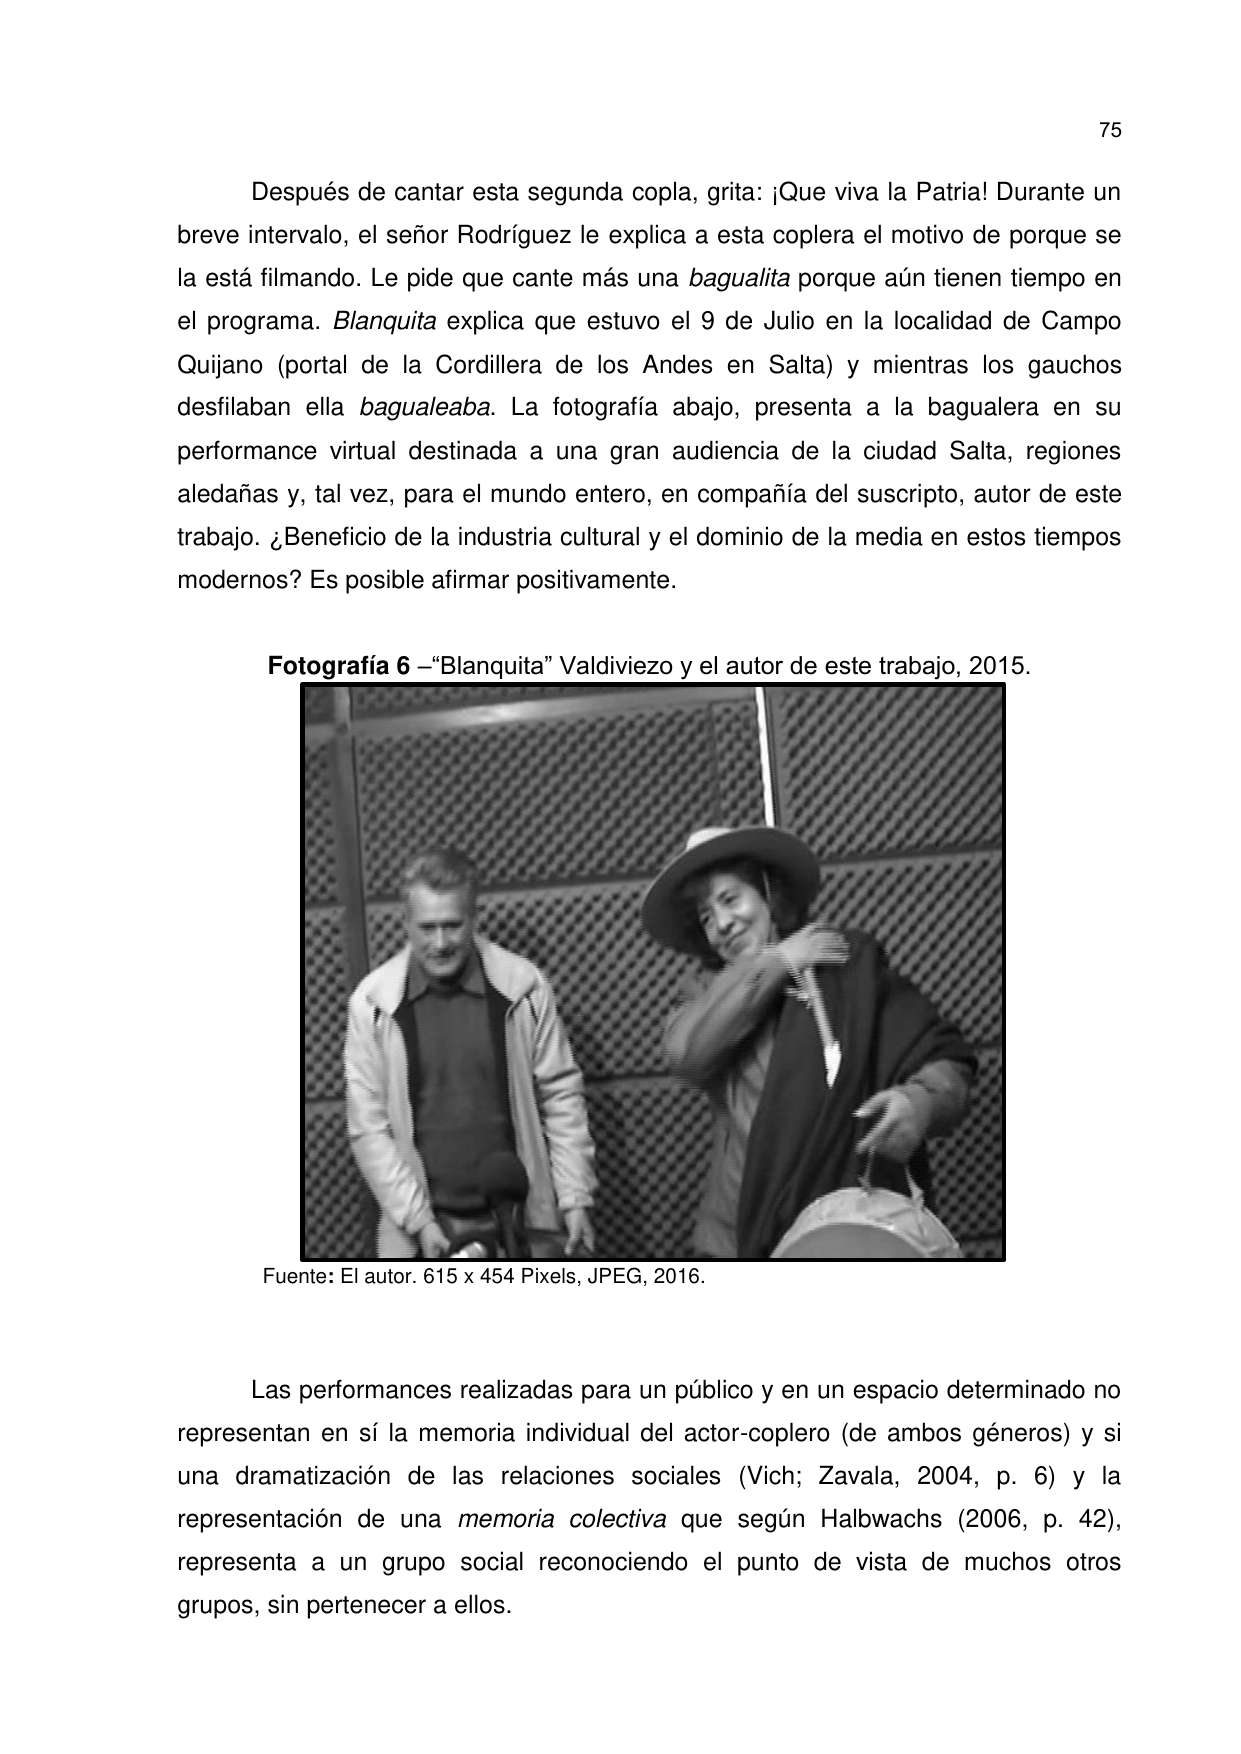 75
Después de cantar esta segunda copla, grita: ¡Que viva la Patria! Durante un
breve intervalo, el señor Rodríguez le explica a esta coplera el motivo de porque se
la está filmando. Le pide que cante más una bagualita porque aún tienen tiempo en
el programa. Blanquita explica que estuvo el 9 de Julio en la localidad de Campo
Quijano (portal de la Cordillera de los Andes en Salta) y mientras los gauchos
desfilaban ella bagualeaba. La fotografía abajo, presenta a la bagualera en su
performance virtual destinada a una gran audiencia de la ciudad Salta, regiones
aledañas y, tal vez, para el mundo entero, en compañía del suscripto, autor de este
trabajo. ¿Beneficio de la industria cultural y el dominio de la media en estos tiempos
modernos? Es posible afirmar positivamente.
Fotografía 6 –“Blanquita” Valdiviezo y el autor de este trabajo, 2015.
Fuente: El autor. 615 x 454 Pixels, JPEG, 2016.
Las performances realizadas para un público y en un espacio determinado no
representan en sí la memoria individual del actor-coplero (de ambos géneros) y si
una dramatización de las relaciones sociales (Vich; Zavala, 2004, p. 6) y la
representación de una memoria colectiva que según Halbwachs (2006, p. 42),
representa a un grupo social reconociendo el punto de vista de muchos otros
grupos, sin pertenecer a ellos.